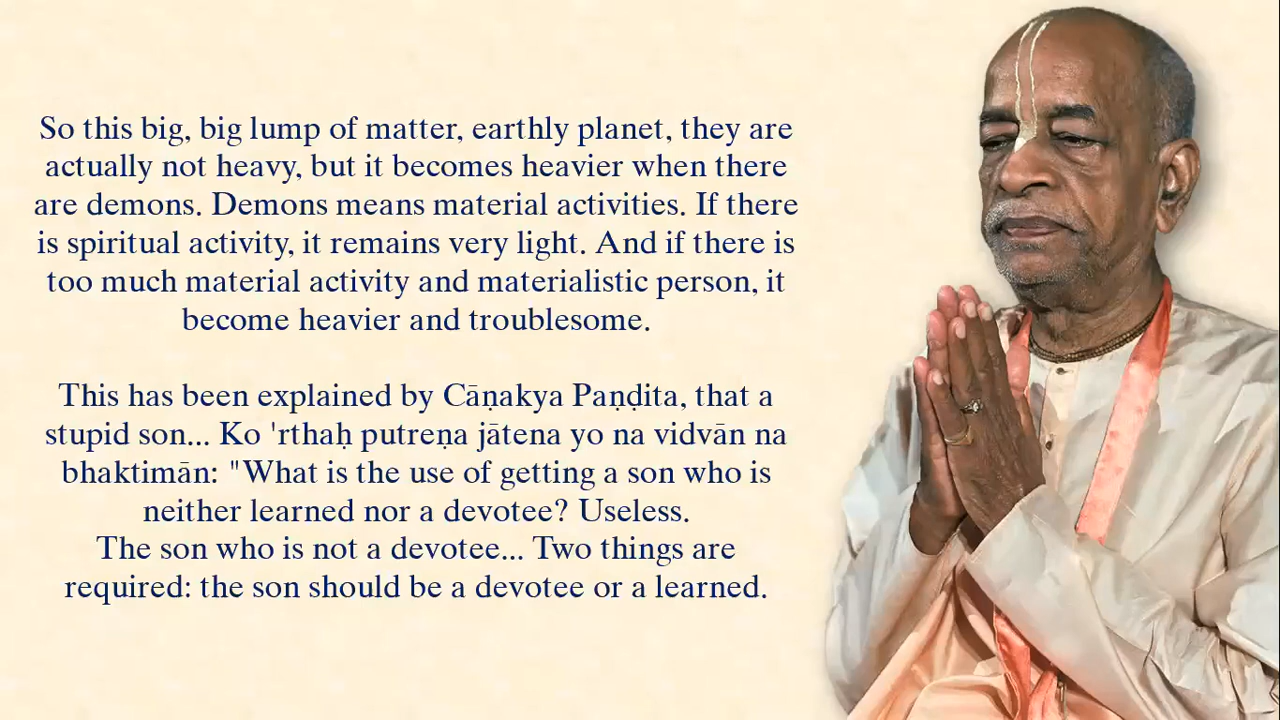 So this big, big lump of matter, earthly planet, they are
actually not heavy, but it becomes heavier when there
are demons. Demons means material activities. If there
is spiritual activity, it remains very light. And if there is
too much material activity and materialistic person, it
become heavier and troublesome.
This has been explained by Cāṇakya Paṇḍita, that a
stupid son... Ko 'rthaḥ putreṇa jātena yo na vidvān na
bhaktimān: "What is the use of getting a son who is
neither learned nor a devotee? Useless.
The son who is not a devotee... Two things are
required: the son should be a devotee or a learned.